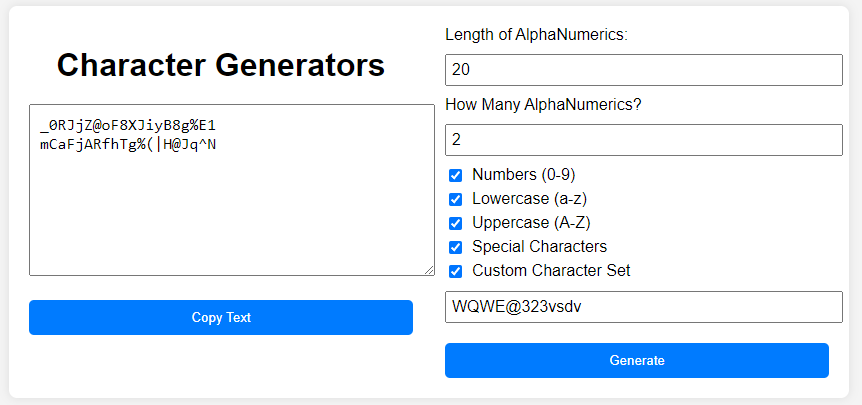 Character Generators
_0RJjZ@oF8XJiyB8g%E1
mCaFjARfhTg%(|H@Jq^N
Copy Text
Length of AlphaNumerics:
20
How Many AlphaNumerics?
2
Numbers (0-9)
Lowercase (a-z)
Uppercase (A-Z)
Special Characters
Custom Character Set
WQWE@323vsdv
Generate